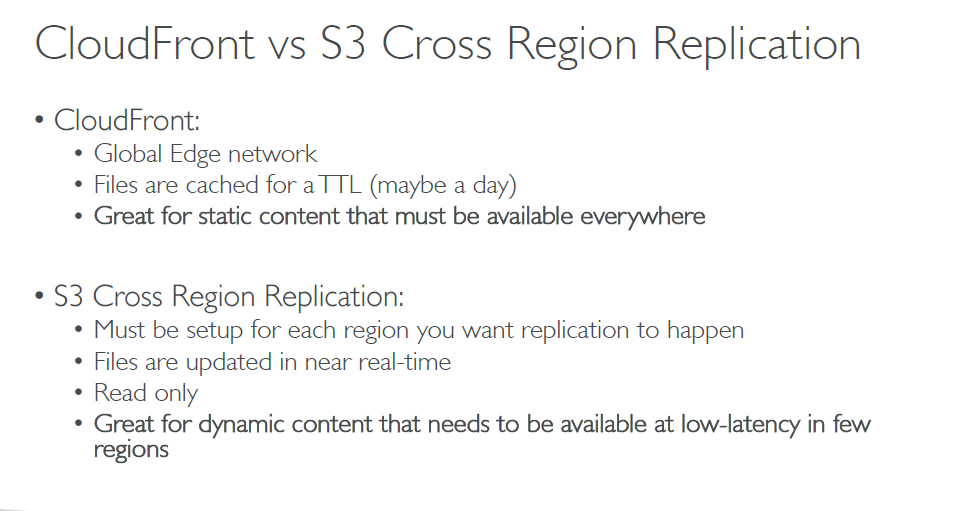 CloudFront vs S3 Cross Region Replication
• CloudFront:
• Global Edge network
• Files are cached for a TTL (maybe a day)
• Great for static content that must be available everywhere
• S3 Cross Region Replication:
• Must be setup for each region you want replication to happen
• Files are updated in near real-time
• Read only
• Great for dynamic content that needs to be available at low-latency in few
regions